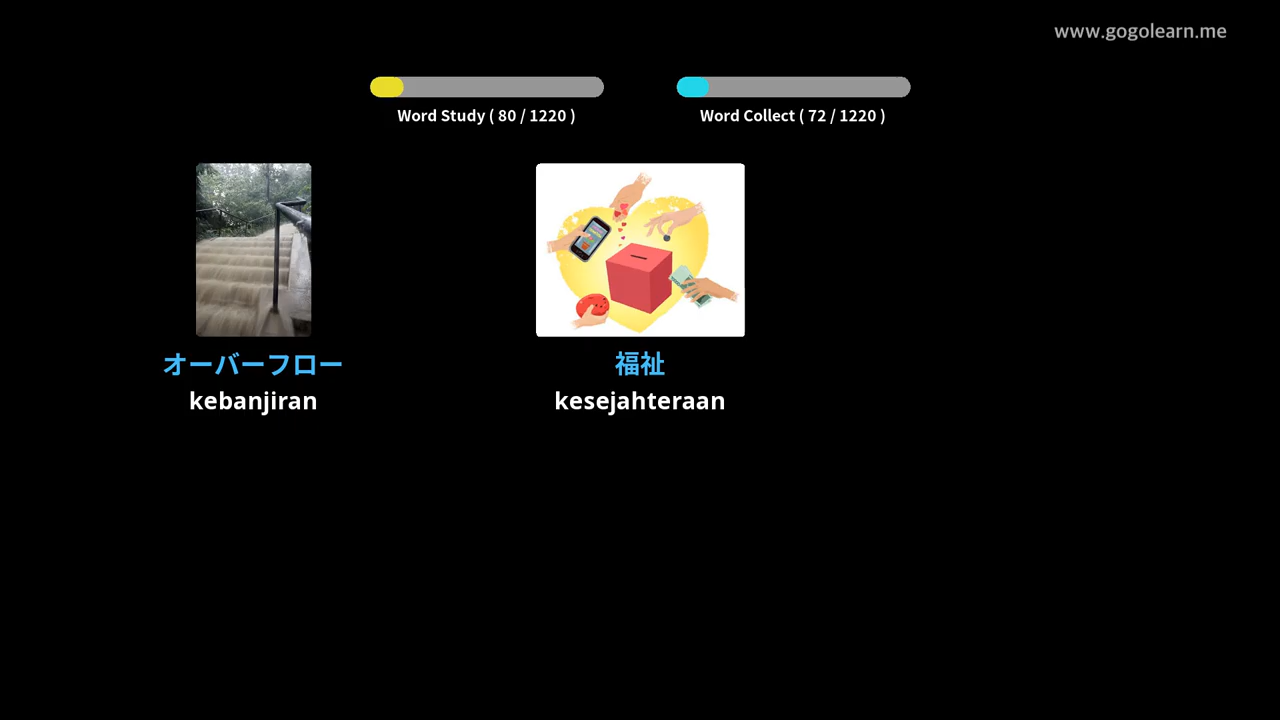 www.gogolearn.me
Word Study ( 80 / 1220 )
Word Collect ( 72 / 1220 )
オーバーフロー
kebanjiran
福祉
kesejahteraan